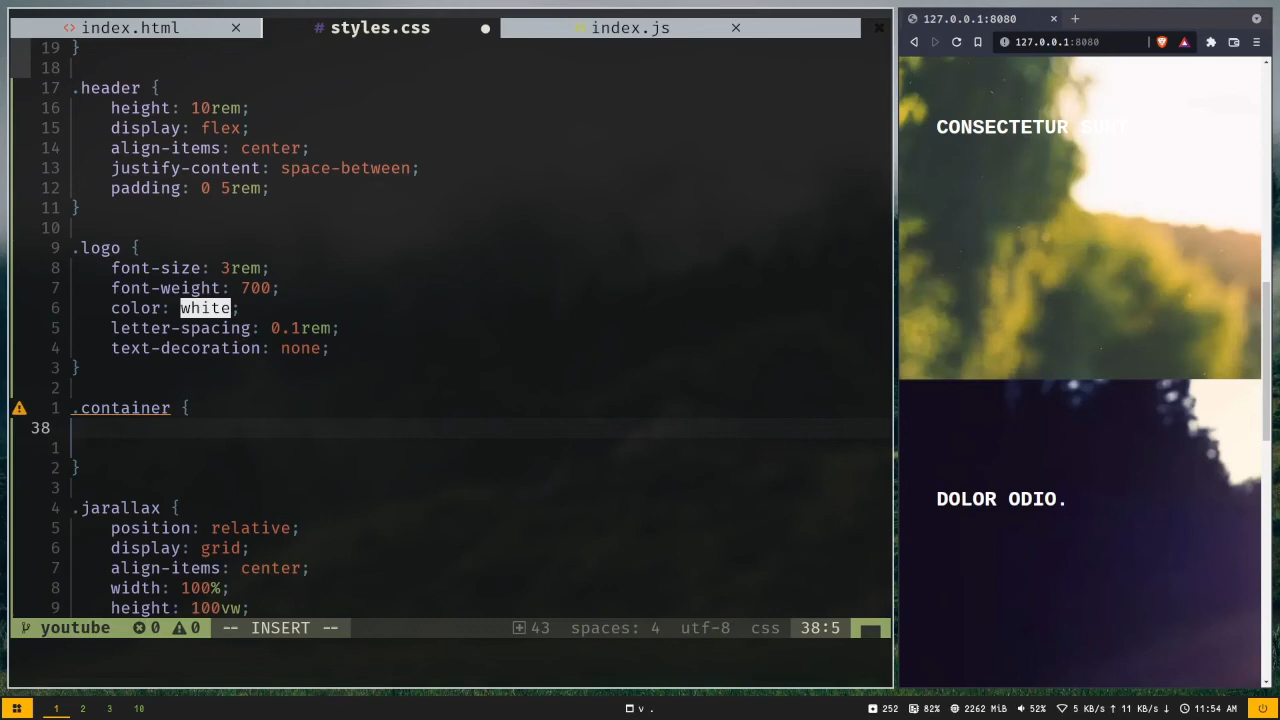 index.html
# styles.css
index.js
19 }
18
17 .header {
16 height: 10rem;
15 display: flex;
14 align-items: center;
13 justify-content: space-between;
12 padding: 0 5rem;
11 }
10
9 .logo {
8 font-size: 3rem;
7 font-weight: 700;
6 color: white;
5 letter-spacing: 0.1rem;
4 text-decoration: none;
3 }
2
1 .container {
38
1
2 }
3
4 .jarallax {
5 position: relative;
6 display: grid;
7 align-items: center;
8 width: 100%;
9 height: 100vw;
youtube 0 0 -- INSERT -- 43 spaces: 4 utf-8 css 38:5
127.0.0.1:8080
127.0.0.1:8080
CONSECTETUR SUNT
DOLOR ODIO.
1 2 3 10
v .
252 82% 2262 MiB 52% 5 KB/s ↑ 11 KB/s ↓ 11:54 AM